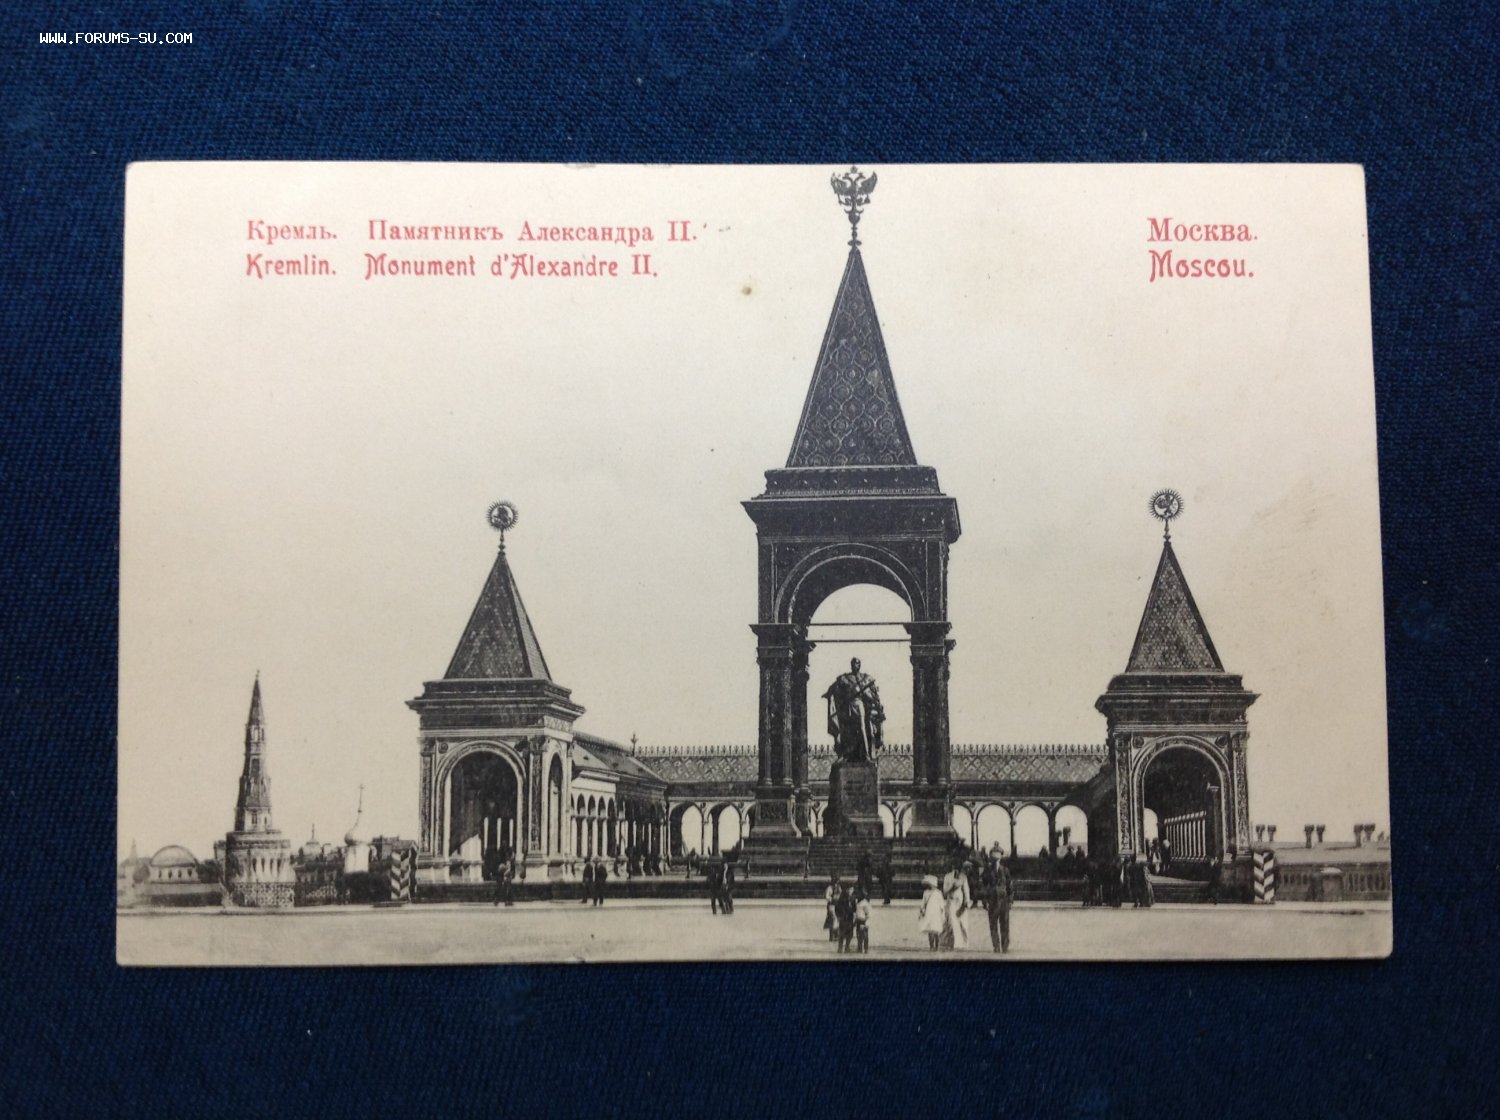 WWW.FORUMS-SU.COM
Кремль. Памятникъ Александра II.
Kremlin. Monument d'Alexandre II.
Москва.
Moscou.